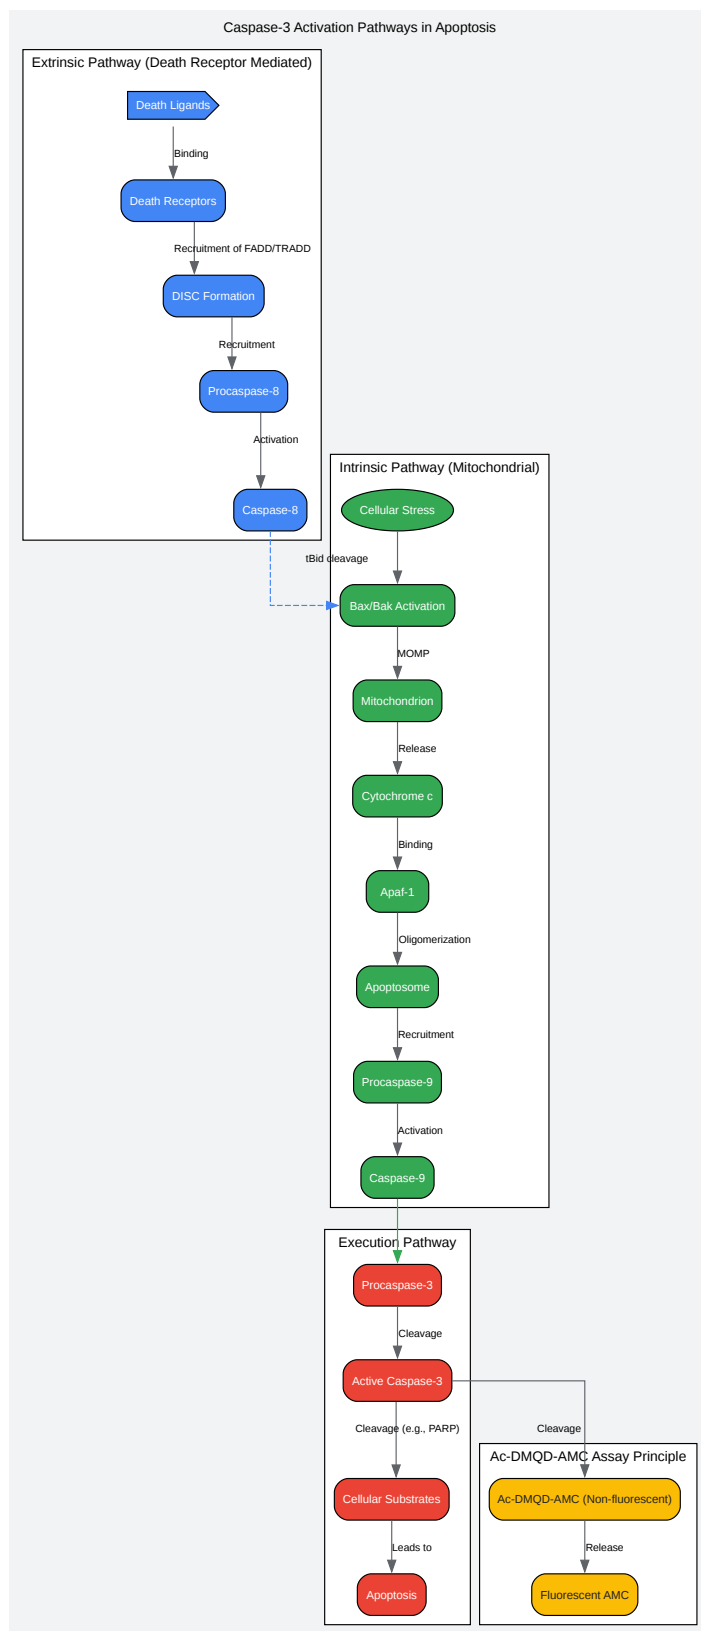 Caspase-3 Activation Pathways in Apoptosis
Extrinsic Pathway (Death Receptor Mediated)
Death Ligands
Binding
Death Receptors
Recruitment of FADD/TRADD
DISC Formation
Recruitment
Procaspase-8
Activation
Caspase-8
tBid cleavage
Intrinsic Pathway (Mitochondrial)
Cellular Stress
Bax/Bak Activation
MOMP
Mitochondrion
Release
Cytochrome c
Binding
Apaf-1
Oligomerization
Apoptosome
Recruitment
Procaspase-9
Activation
Caspase-9
Execution Pathway
Procaspase-3
Cleavage
Active Caspase-3
Cleavage (e.g., PARP)
Cellular Substrates
Leads to
Apoptosis
Cleavage
Ac-DMQD-AMC Assay Principle
Ac-DMQD-AMC (Non-fluorescent)
Release
Fluorescent AMC